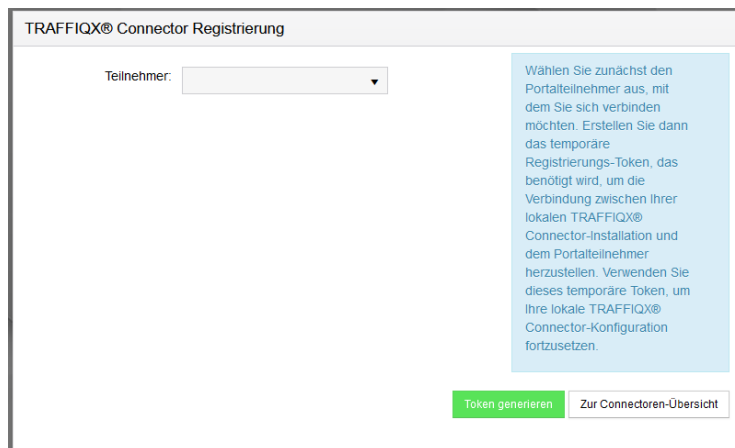 TRAFFIQX® Connector Registrierung
Teilnehmer:
Wählen Sie zunächst den
Portalteilnehmer aus, mit
dem Sie sich verbinden
möchten. Erstellen Sie dann
das temporäre
Registrierungs-Token, das
benötigt wird, um die
Verbindung zwischen Ihrer
lokalen TRAFFIQX®
Connector-Installation und
dem Portalteilnehmer
herzustellen. Verwenden Sie
dieses temporäre Token, um
Ihre lokale TRAFFIQX®
Connector-Konfiguration
fortzusetzen.
Token generieren
Zur Connectoren-Übersicht